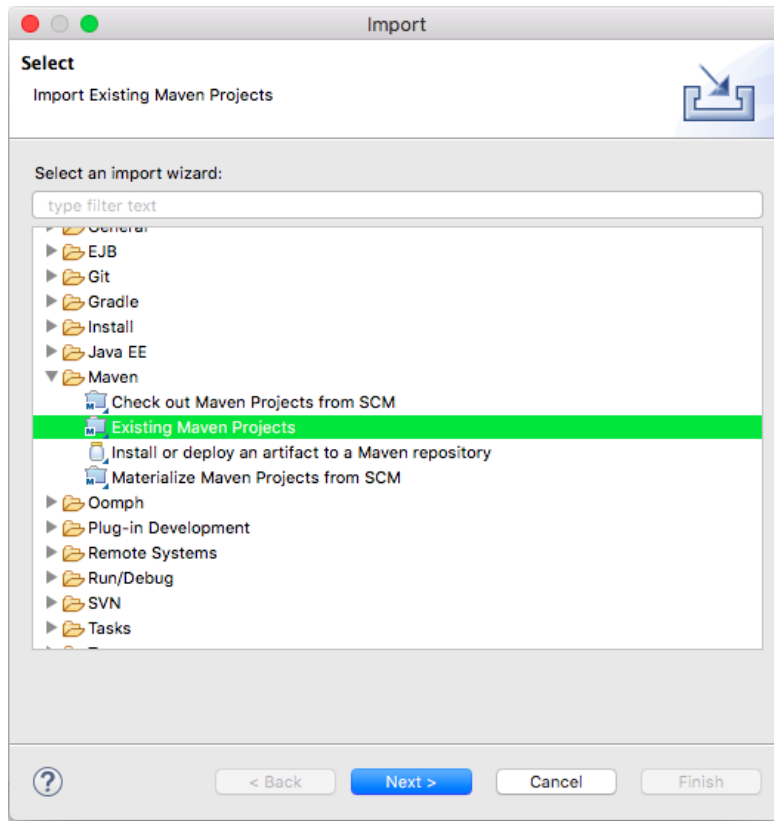 Import
Select
Import Existing Maven Projects
Select an import wizard:
type filter text
General
EJB
Git
Gradle
Install
Java EE
Maven
Check out Maven Projects from SCM
Existing Maven Projects
Install or deploy an artifact to a Maven repository
Materialize Maven Projects from SCM
Oomph
Plug-in Development
Remote Systems
Run/Debug
SVN
Tasks
? < Back Next > Cancel Finish